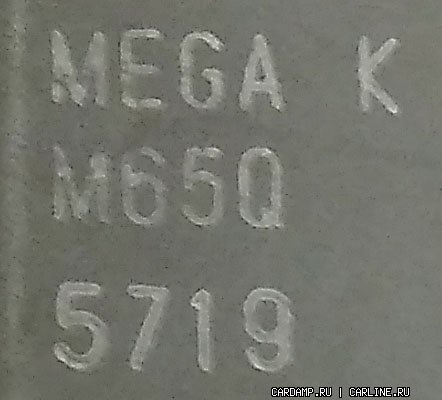 MEGA K
M65Q
5719
CARDAMP.RU | CARLINE.RU